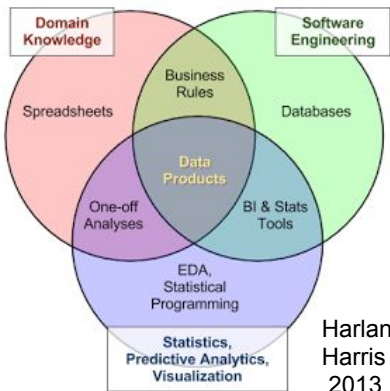 Domain
Knowledge
Software
Engineering
Business
Rules
Spreadsheets
Databases
Data
Products
One-off
Analyses
BI & Stats
Tools
EDA,
Statistical
Programming
Statistics,
Predictive Analytics,
Visualization
Harlan
Harris
2013